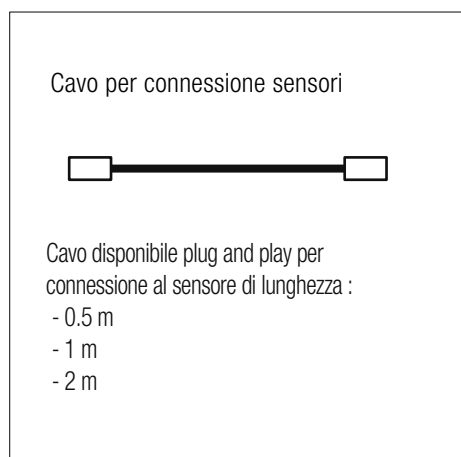 Cavo per connessione sensori
Cavo disponibile plug and play per
connessione al sensore di lunghezza :
- 0.5 m
- 1 m
- 2 m